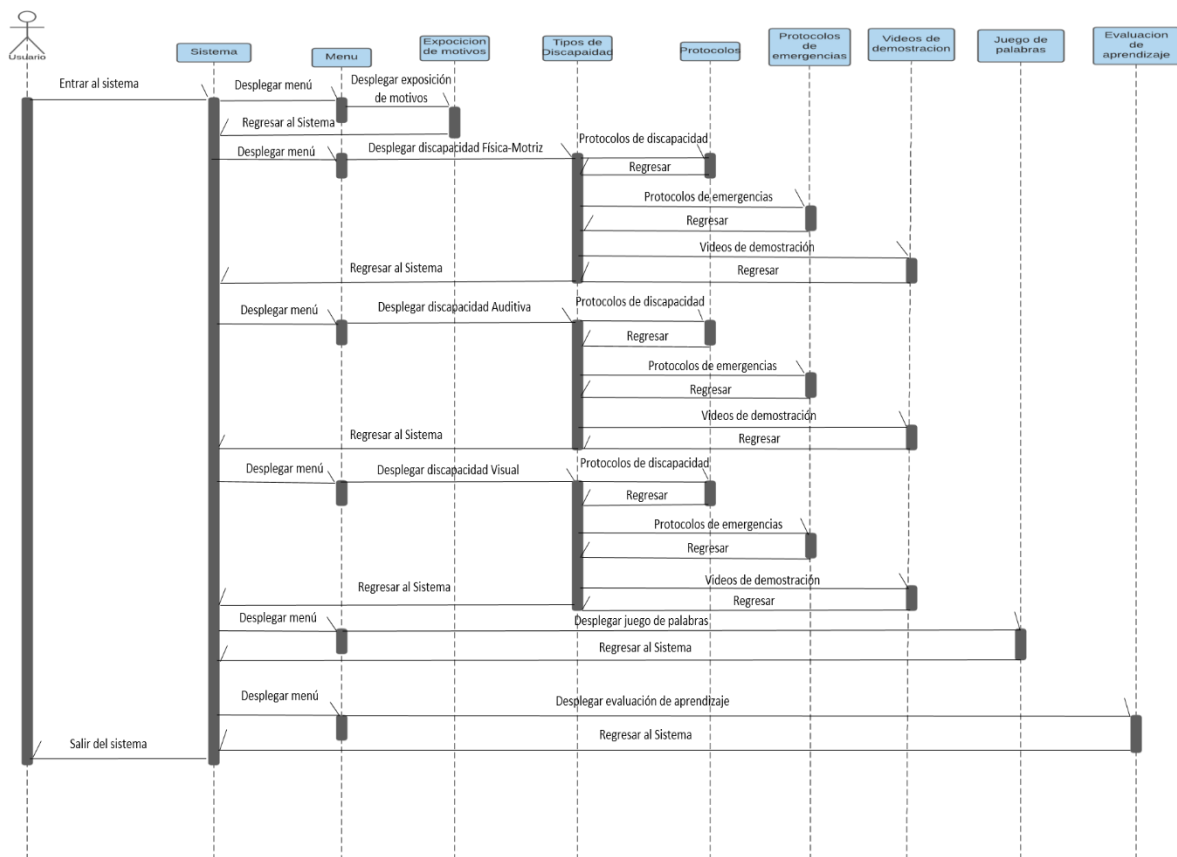 Usuario
Sistema
Menu
Exposicion
de motivos
Tipos de
Discapaidad
Protocolos
Protocolos
de
emergencias
Videos de
demostracion
Juego de
palabras
Evaluacion
de
aprendizaje
Entrar al sistema
Desplegar menú
Desplegar exposición
de motivos
Regresar al Sistema
Desplegar menú
Desplegar discapacidad Física-Motriz
Protocolos de discapacidad
Regresar
Protocolos de emergencias
Regresar
Videos de demostración
Regresar al Sistema
Regresar
Desplegar menú
Desplegar discapacidad Auditiva
Protocolos de discapacidad
Regresar
Protocolos de emergencias
Regresar
Videos de demostración
Regresar al Sistema
Regresar
Desplegar menú
Desplegar discapacidad Visual
Protocolos de discapacidad
Regresar
Protocolos de emergencias
Regresar
Videos de demostración
Regresar al Sistema
Regresar
Desplegar menú
Desplegar juego de palabras
Regresar al Sistema
Desplegar menú
Desplegar evaluación de aprendizaje
Regresar al Sistema
Salir del sistema